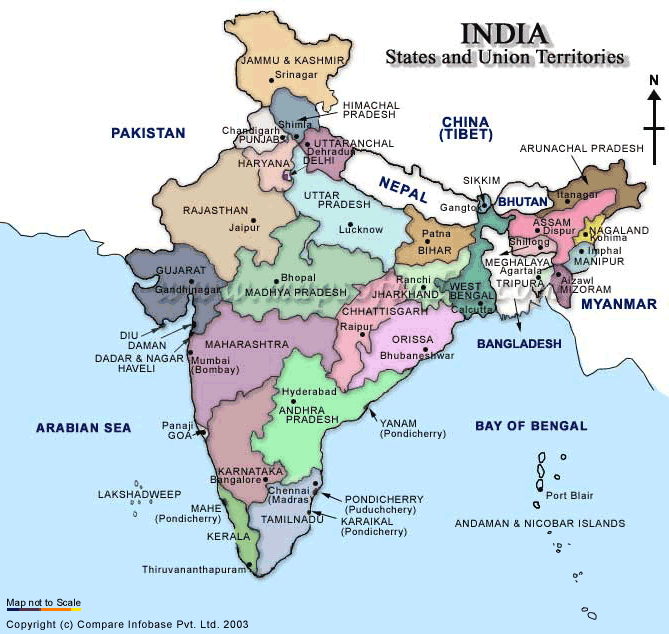 INDIA
States and Union Territories
N
JAMMU & KASHMIR
Srinagar
HIMACHAL
PRADESH
Shimla
PAKISTAN
Chandigarh
PUNJAB
CHINA
(TIBET)
UTTARANCHAL
Dehradun
HARYANA
DELHI
ARUNACHAL PRADESH
NEPAL
SIKKIM
Gangto
BHUTAN
Itanagar
UTTAR
PRADESH
RAJASTHAN
Jaipur
Lucknow
Patna
BIHAR
ASSAM
Dispur
NAGALAND
Kohima
Shillong
MEGHALAYA
Imphal
MANIPUR
Agartala
TRIPURA
Aizawl
MIZORAM
MYANMAR
GUJARAT
Gandhinagar
Bhopal
MADHYA PRADESH
Ranchi
JHARKHAND
WEST
BENGAL
Calcutta
CHHATTISGARH
Raipur
BANGLADESH
DIU
DAMAN
DADAR & NAGAR
HAVELI
MAHARASHTRA
Mumbai
(Bombay)
ORISSA
Bhubaneshwar
Hyderabad
ANDHRA
PRADESH
YANAM
(Pondicherry)
ARABIAN SEA
BAY OF BENGAL
Panaji
GOA
KARNATAKA
Bangalore
Chennai
(Madras)
PONDICHERRY
(Puduchery)
LAKSHADWEEP
MAHE
(Pondicherry)
TAMILNADU
KARAIKAL
(Pondicherry)
KERALA
Port Blair
ANDAMAN & NICOBAR ISLANDS
Thiruvananthapuram
Map not to Scale
Copyright (c) Compare Infobase Pvt. Ltd. 2003